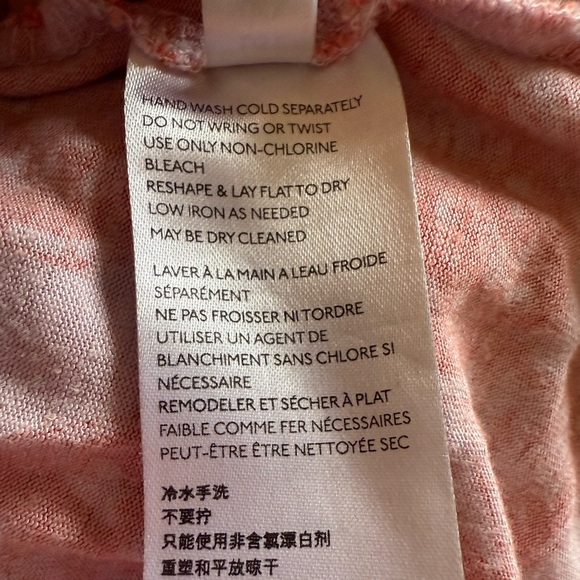 HAND WASH COLD SEPARATELY
DO NOT WRING OR TWIST
USE ONLY NON-CHLORINE
BLEACH
RESHAPE & LAY FLAT TO DRY
LOW IRON AS NEEDED
MAY BE DRY CLEANED
LAVER À LA MAIN A LEAU FROIDE
SÉPARÉMENT
NE PAS FROISSER NI TORDRE
UTILISER UN AGENT DE
BLANCHIMENT SANS CHLORE SI
NÉCESSAIRE
REMODELER ET SÉCHER À PLAT
FAIBLE COMME FER NÉCESSAIRES
PEUT-ÊTRE ÊTRE NETTOYÉE SEC
冷水手洗
不要拧
只能使用非含氯漂白剂
重塑和平放晾干